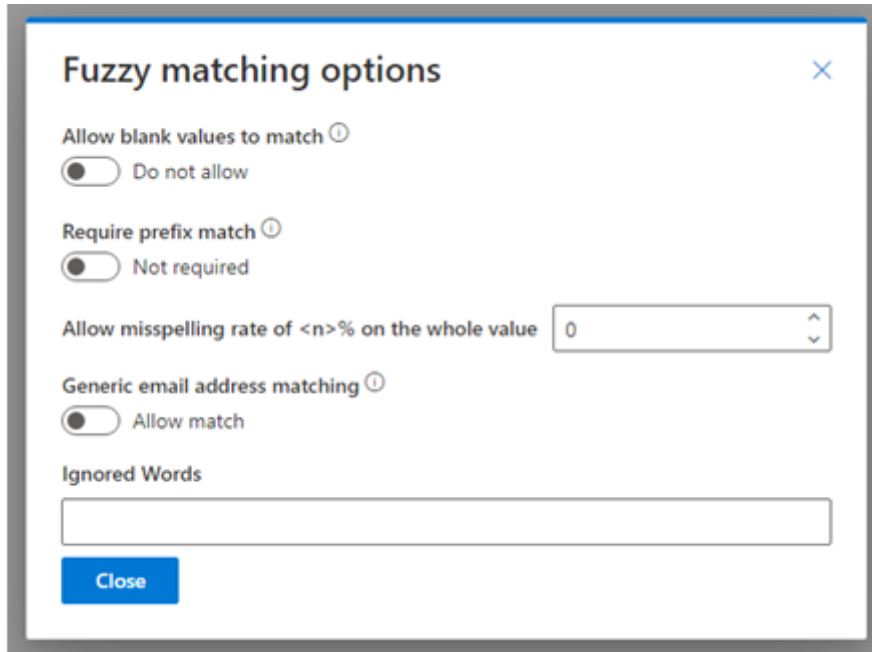 Fuzzy matching options
Allow blank values to match
Do not allow
Require prefix match
Not required
Allow misspelling rate of <n>% on the whole value 0
Generic email address matching
Allow match
Ignored Words
Close